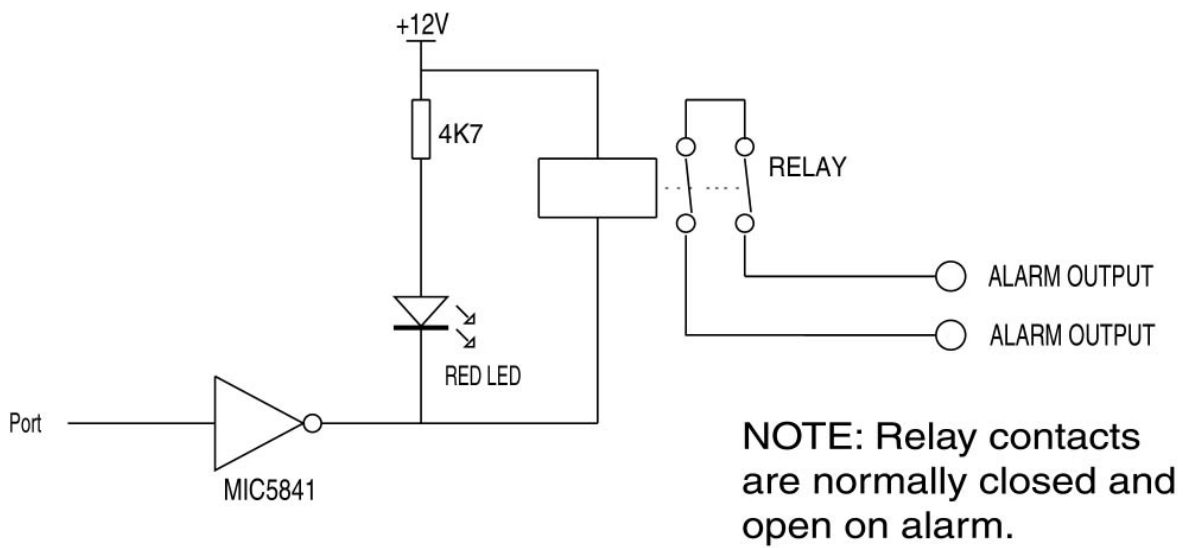 +12V
4K7
RELAY
ALARM OUTPUT
ALARM OUTPUT
RED LED
Port
MIC5841
NOTE: Relay contacts
are normally closed and
open on alarm.